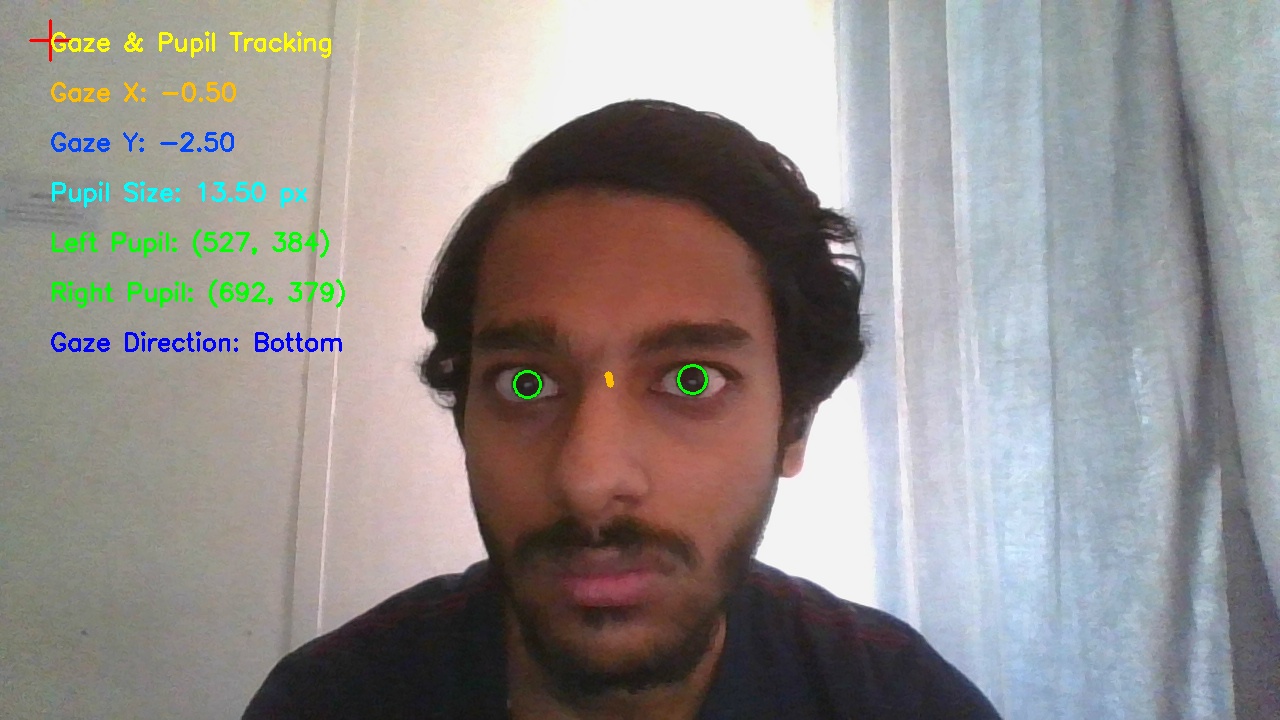 Gaze & Pupil Tracking
Gaze X: -0.50
Gaze Y: -2.50
Pupil Size: 13.50 px
Left Pupil: (527, 384)
Right Pupil: (692, 379)
Gaze Direction: Bottom